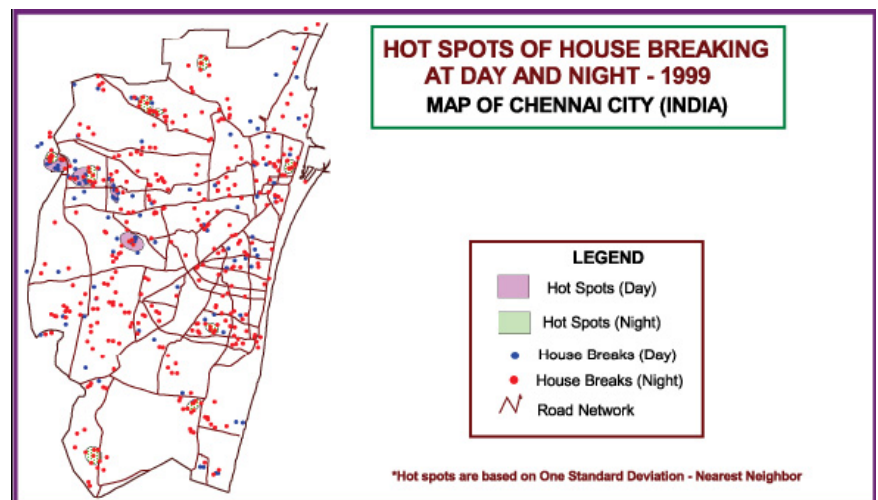 HOT SPOTS OF HOUSE BREAKING
AT DAY AND NIGHT - 1999
MAP OF CHENNAI CITY (INDIA)
LEGEND
Hot Spots (Day)
Hot Spots (Night)
House Breaks (Day)
House Breaks (Night)
Road Network
*Hot spots are based on One Standard Deviation - Nearest Neighbor